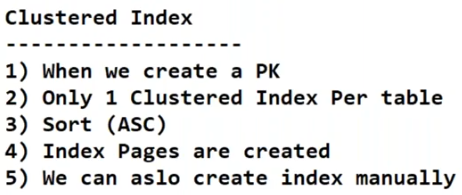 Clustered Index
-------------------
1) When we create a PK
2) Only 1 Clustered Index Per table
3) Sort (ASC)
4) Index Pages are created
5) We can aslo create index manually